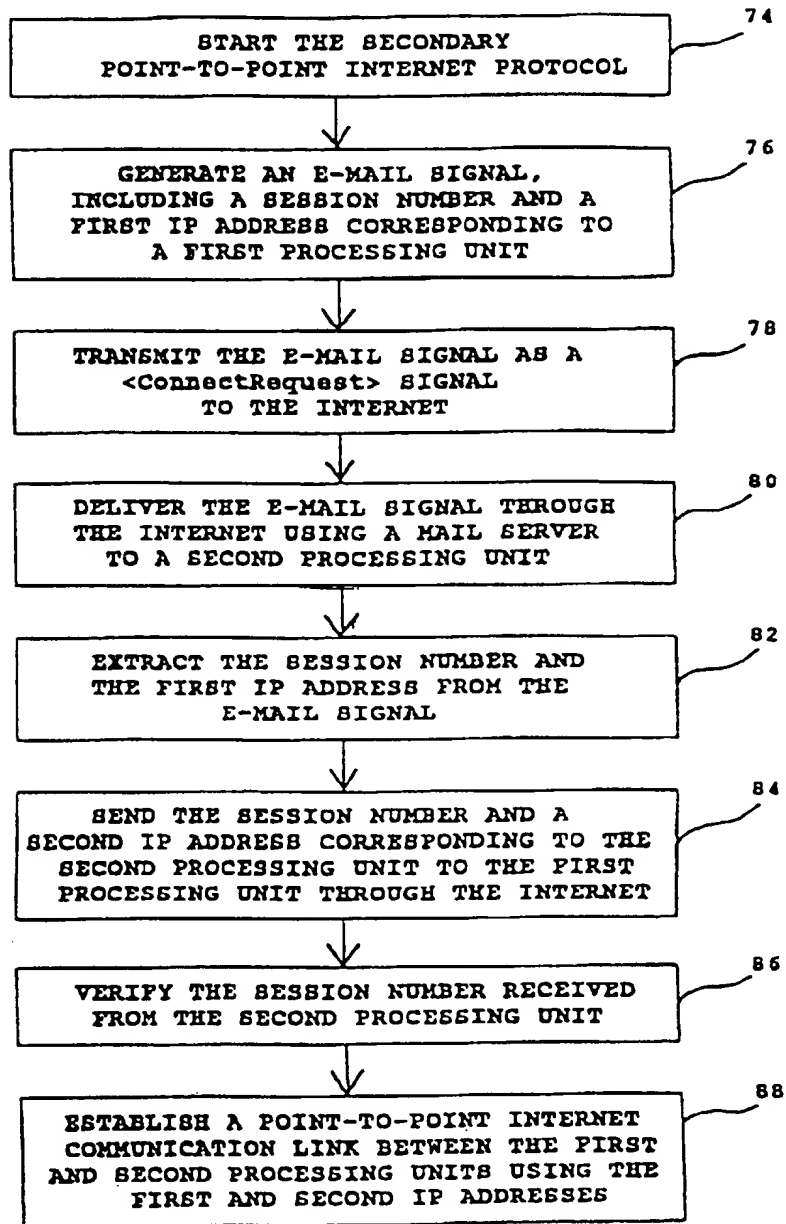 74
START THE SECONDARY
POINT-TO-POINT INTERNET PROTOCOL
76
GENERATE AN E-MAIL SIGNAL,
INCLUDING A SESSION NUMBER AND A
FIRST IP ADDRESS CORRESPONDING TO
A FIRST PROCESSING UNIT
78
TRANSMIT THE E-MAIL SIGNAL AS A
<ConnectRequest> SIGNAL
TO THE INTERNET
80
DELIVER THE E-MAIL SIGNAL THROUGH
THE INTERNET USING A MAIL SERVER
TO A SECOND PROCESSING UNIT
82
EXTRACT THE SESSION NUMBER AND
THE FIRST IP ADDRESS FROM THE
E-MAIL SIGNAL
84
SEND THE SESSION NUMBER AND A
SECOND IP ADDRESS CORRESPONDING TO THE
SECOND PROCESSING UNIT TO THE FIRST
PROCESSING UNIT THROUGH THE INTERNET
86
VERIFY THE SESSION NUMBER RECEIVED
FROM THE SECOND PROCESSING UNIT
88
ESTABLISH A POINT-TO-POINT INTERNET
COMMUNICATION LINK BETWEEN THE FIRST
AND SECOND PROCESSING UNITS USING THE
FIRST AND SECOND IP ADDRESSES